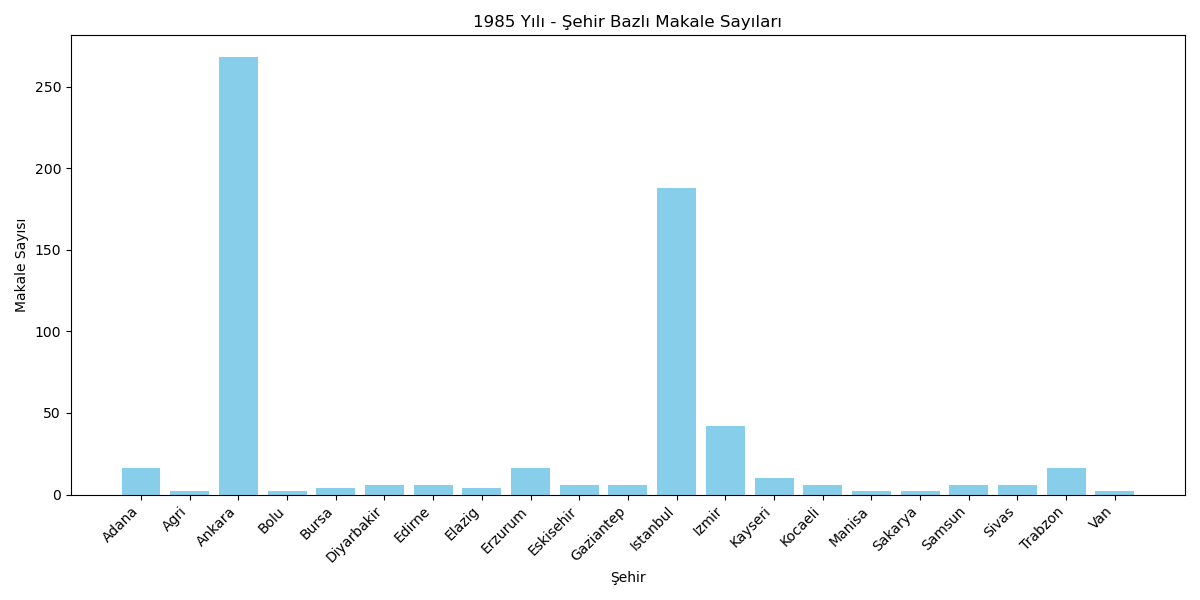 1985 Yılı - Şehir Bazlı Makale Sayıları
Makale Sayısı
250
200
150
100
50
0
Adana
Agri
Ankara
Bolu
Bursa
Diyarbakir
Edirne
Elazig
Erzurum
Eskisehir
Gaziantep
Istanbul
Izmir
Kayseri
Kocaeli
Manisa
Sakarya
Samsun
Sivas
Trabzon
Van
Şehir